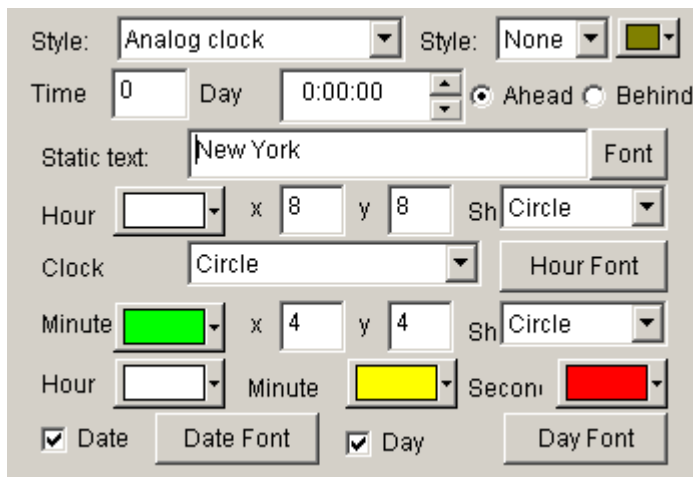 Style: Analog clock Style: None
Time 0 Day 0:00:00 Ahead Behind
Static text: New York Font
Hour x 8 y 8 Sh Circle
Clock Circle Hour Font
Minute x 4 y 4 Sh Circle
Hour Minute Secon
Date Date Font Day Day Font